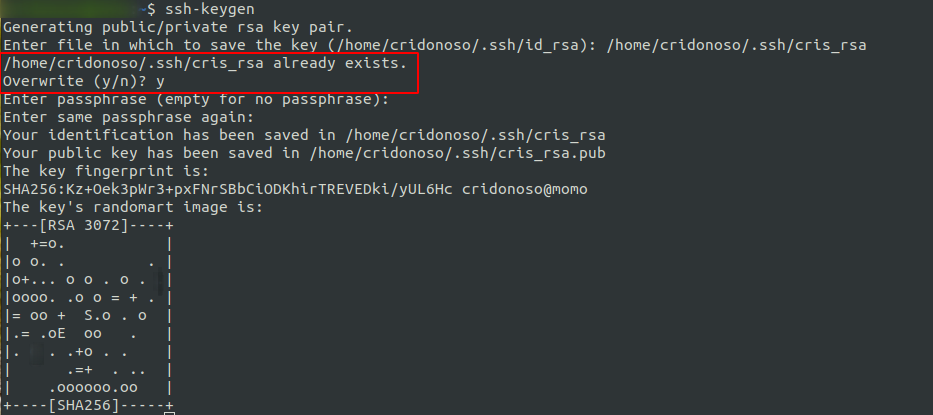 ~$ ssh-keygen
Generating public/private rsa key pair.
Enter file in which to save the key (/home/cridonoso/.ssh/id_rsa): /home/cridonoso/.ssh/cris_rsa
/home/cridonoso/.ssh/cris_rsa already exists.
Overwrite (y/n)? y
Enter passphrase (empty for no passphrase):
Enter same passphrase again:
Your identification has been saved in /home/cridonoso/.ssh/cris_rsa
Your public key has been saved in /home/cridonoso/.ssh/cris_rsa.pub
The key fingerprint is:
SHA256:Kz+Oek3pWr3+pxFNrSBbCiODKhirTREVEDki/yUL6Hc cridonoso@momo
The key's randomart image is:
+---[RSA 3072]----+
|  +=o.           |
|o o. .         . |
|o+... o o . o .  |
|oooo. .o o = + . |
|= oo +  S.o . o  |
|.= .oE  oo   .   |
|.   . .+o . .    |
|      .=+  . ..  |
|    .oooooo.oo   |
+----[SHA256]-----+